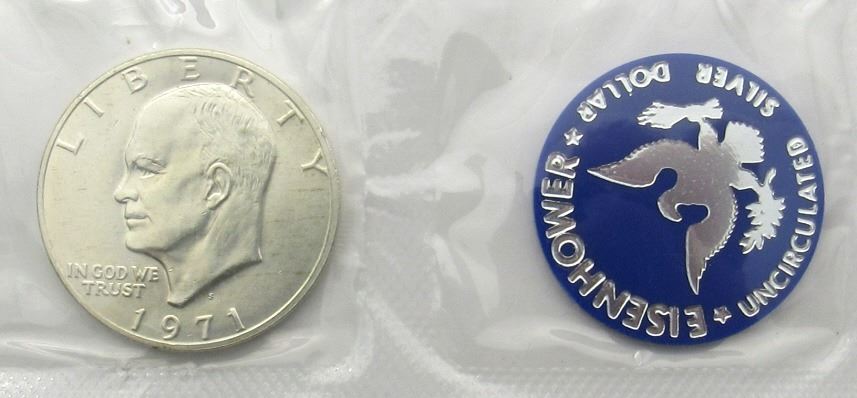 LIBERTY
IN GOD WE
TRUST
S
1971
EISENHOWER ★ UNCIRCULATED SILVER DOLLAR ★